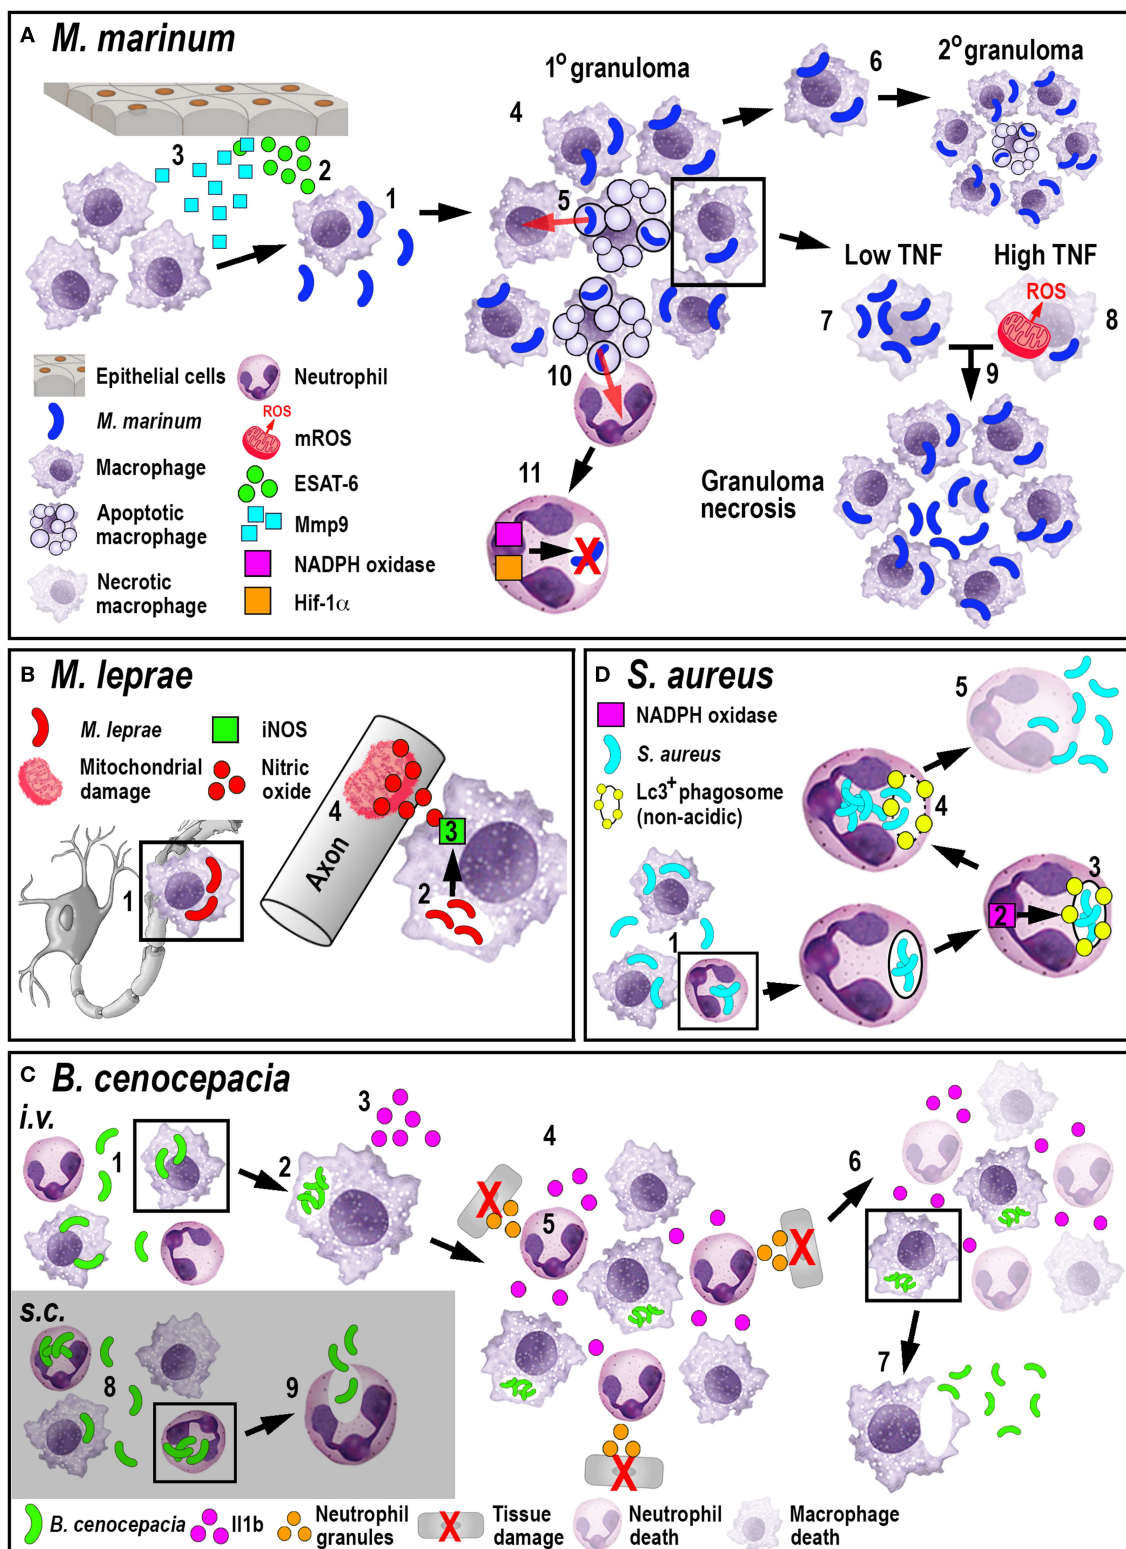 A M. marinum
1º granuloma
6
2º granuloma
4
3
2
1
5
Low TNF
High TNF
ROS
7
8
9
10
11
Granuloma
necrosis
Epithelial cells
Neutrophil
M. marinum
ROS
mROS
Macrophage
ESAT-6
Apoptotic
macrophage
Mmp9
NADPH oxidase
Necrotic
macrophage
Hif-1α
X
B M. leprae
M. leprae
iNOS
Mitochondrial
damage
Nitric
oxide
4
3
Axon
2
1
D S. aureus
NADPH oxidase
S. aureus
Lc3+ phagosome
(non-acidic)
5
4
3
2
1
C B. cenocepacia
i.v.
1
2
3
4
X
5
X
6
7
X
s.c.
8
9
B. cenocepacia
Il1b
Neutrophil
granules
X
Tissue
damage
Neutrophil
death
Macrophage
death